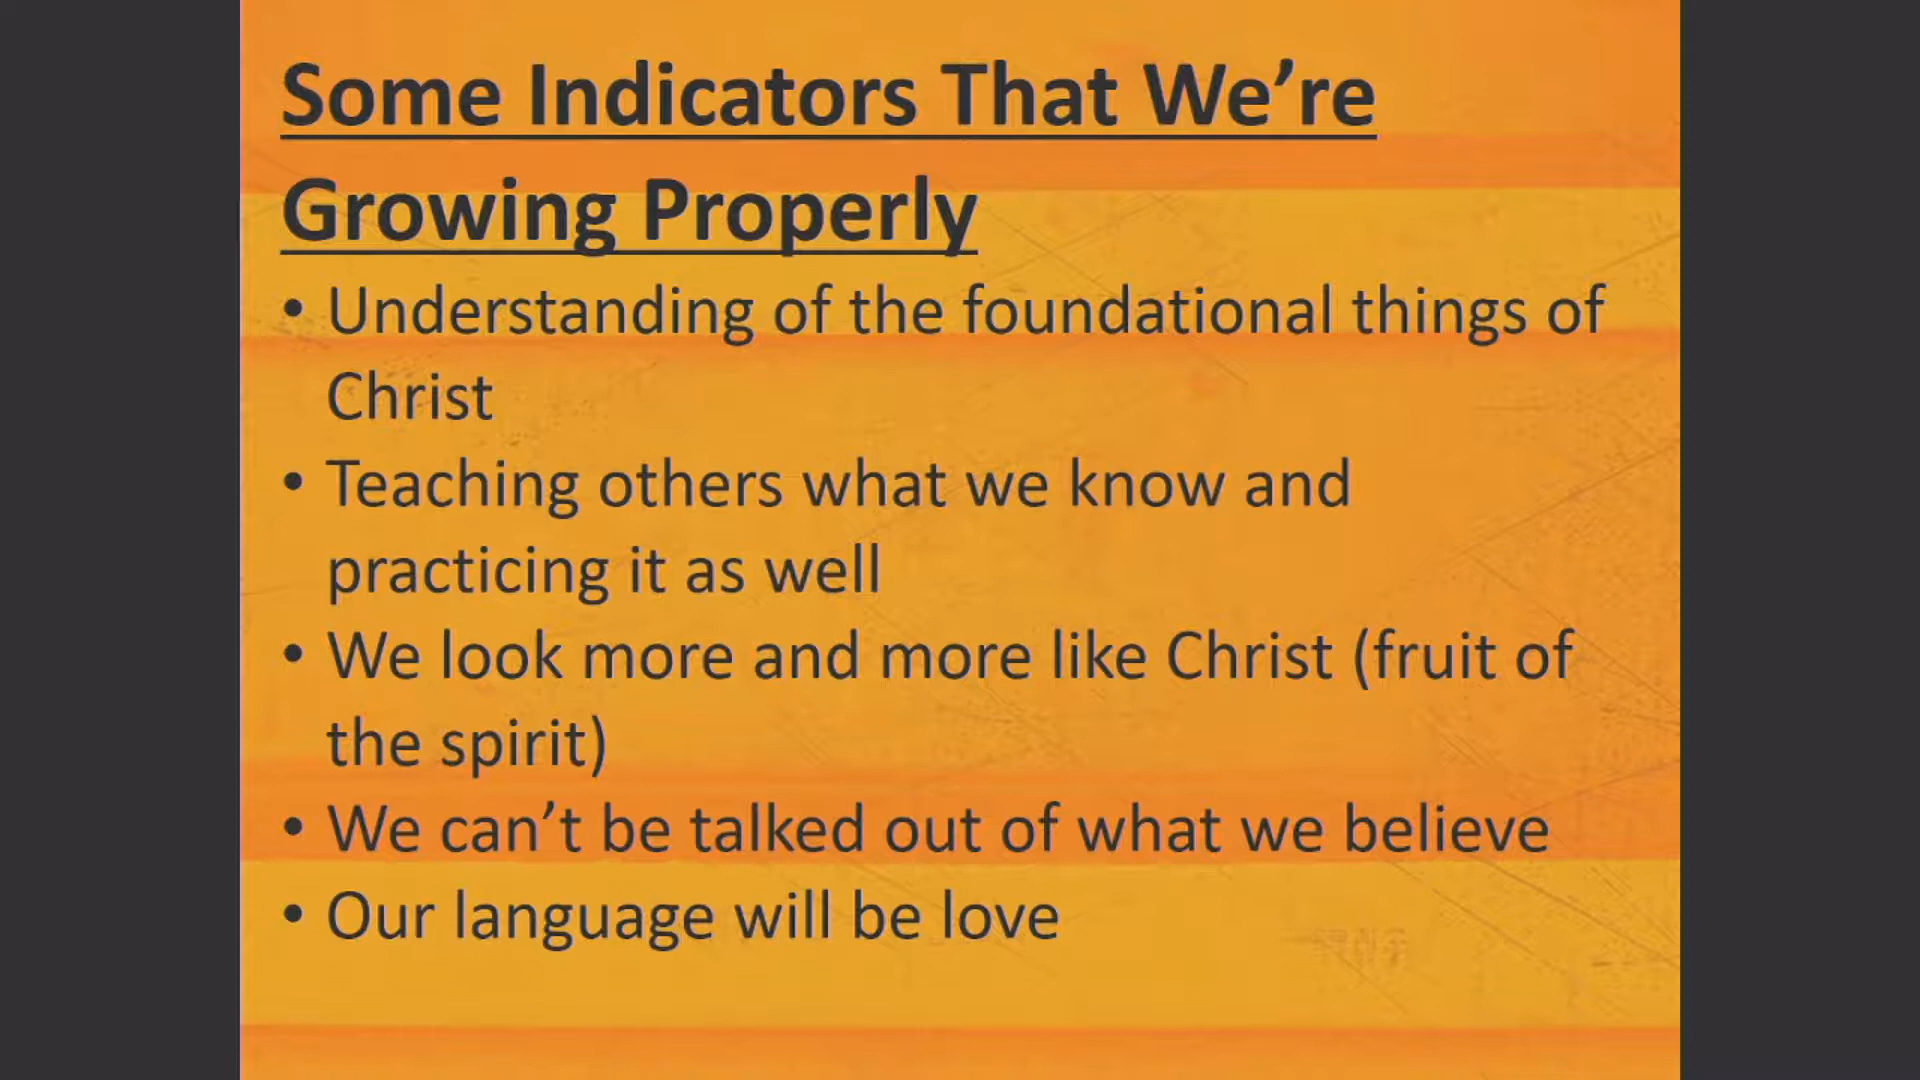 Some Indicators That We’re
Growing Properly
• Understanding of the foundational things of
Christ
• Teaching others what we know and
practicing it as well
• We look more and more like Christ (fruit of
the spirit)
• We can’t be talked out of what we believe
• Our language will be love